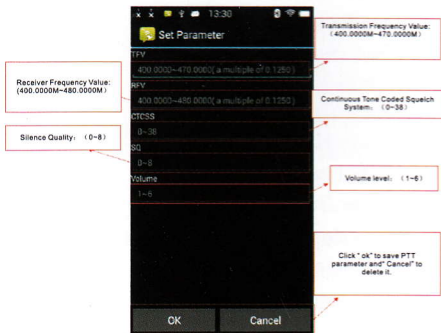 13:30
Set Parameter
TFV
400.0000~470.0000( a multiple of 0.1250)
RFV
400.0000~480.0000( a multiple of 0.1250)
CTCSS
0~38
SQ
0~8
Volume
1~6
OK
Cancel
Receiver Frequency Value:
(400.0000M~480.0000M)
Silence Quality: (0~8)
Transmission Frequency Value:
(400.0000M~470.0000M)
Continuous Tone Coded Squelch
System: (0~38)
Volume level: (1~6)
Click " ok" to save PTT
parameter and" Cancel" to
delete it.